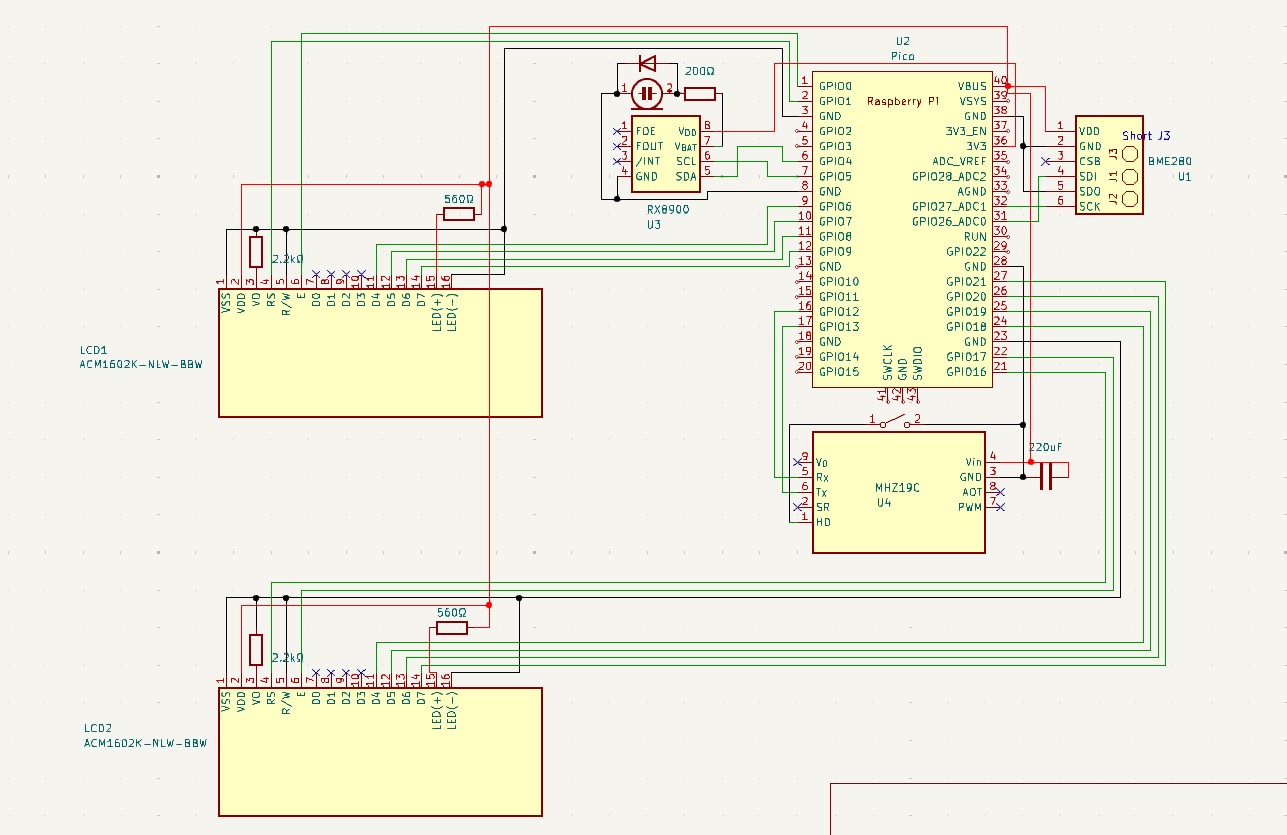 U2
Pico
Raspberry Pi
1 GPIO0
2 GPIO1
3 GND
4 GPIO2
5 GPIO3
6 GPIO4
7 GPIO5
8 GND
9 GPIO6
10 GPIO7
11 GPIO8
12 GPIO9
13 GND
14 GPIO10
15 GPIO11
16 GPIO12
17 GPIO13
18 GND
19 GPIO14
20 GPIO15
VBUS 40
VSYS 39
GND 38
3V3_EN 37
3V3 36
ADC_VREF 35
GPIO28_ADC2 34
AGND 33
GPIO27_ADC1 32
GPIO26_ADC0 31
RUN 30
GPIO22 29
GND 28
GPIO21 27
GPIO20 26
GPIO19 25
GPIO18 24
GND 23
GPIO17 22
GPIO16 21
SWCLK GND SWDIO
41 42 43
200Ω
1 2
1 FOE
2 FOUT
3 /INT
4 GND
VDD 8
VBAT 7
SCL 6
SDA 5
RX8900
U3
1 VDD
2 GND
3 CSB
4 SDI
5 SDO
6 SCK
Short J3
J3
J1
J2
BME280
U1
560Ω
2.2kΩ
1 2 3 4 5 6 7 8 9 10 11 12 13 14 15 16
VSS VDD VO RS R/W E D0 D1 D2 D3 D4 D5 D6 D7 LED(+) LED(-)
LCD1
ACM1602K-NLW-BBW
1 2
220uF
9 Vo
5 Rx
6 Tx
2 SR
1 HD
Vin 4
GND 3
AOT 8
PWM 7
MHZ19C
U4
560Ω
2.2kΩ
1 2 3 4 5 6 7 8 9 10 11 12 13 14 15 16
VSS VDD VO RS R/W E D0 D1 D2 D3 D4 D5 D6 D7 LED(+) LED(-)
LCD2
ACM1602K-NLW-BBW